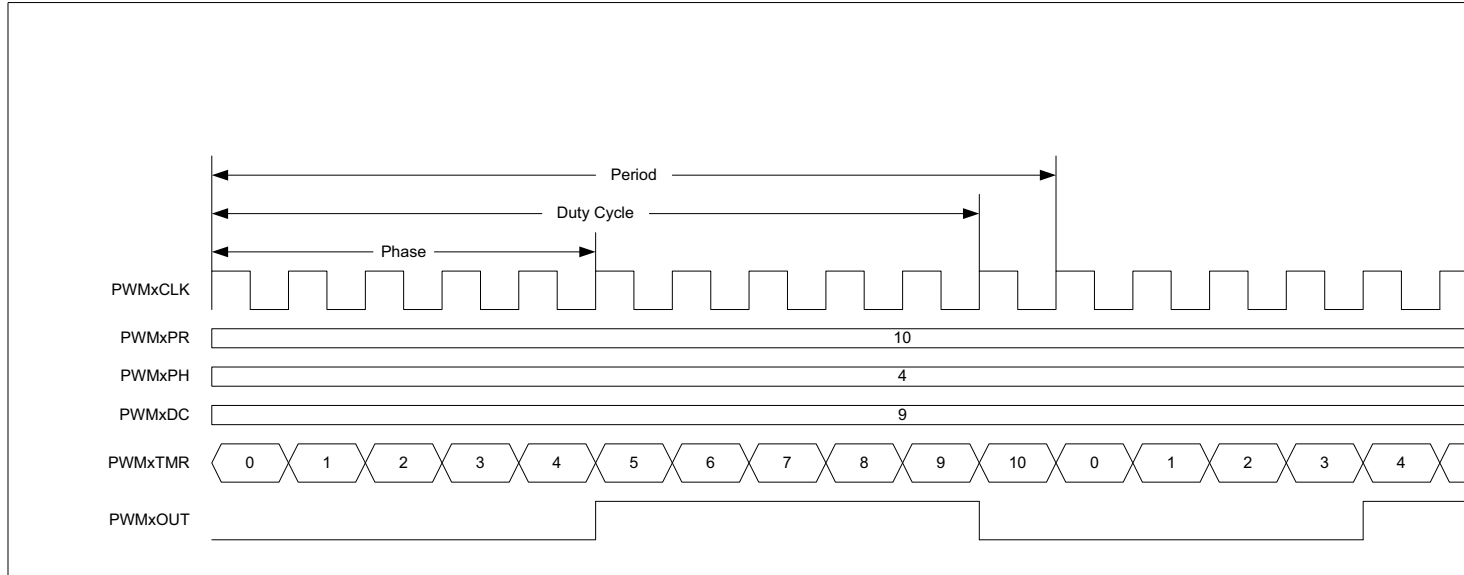 Period
Duty Cycle
Phase
PWMxCLK
PWMxPR 10
PWMxPH 4
PWMxDC 9
PWMxTMR 0 1 2 3 4 5 6 7 8 9 10 0 1 2 3 4
PWMxOUT